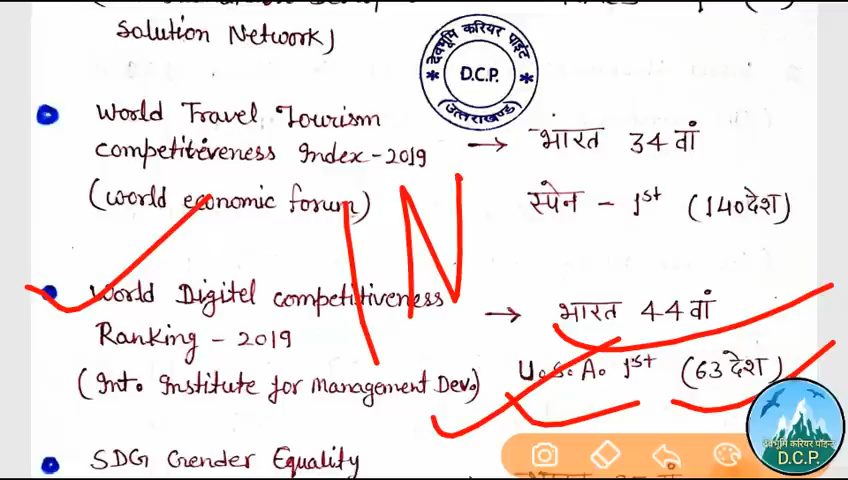 Solution Network)
देवभूमि करियर पाइंट
D.C.P.
(उत्तराखण्ड)
World Travel Tourism
competitiveness Index-2019 → भारत 34 वां
(World economic forum) स्पेन - 1st (140 देश)
IN
World Digitel competitiveness
Ranking - 2019 → भारत 44 वां
(Int. Institute for Management Dev.) U.S.A. 1st (63 देश)
SDG Gender Equality
देवभूमि करियर पाइंट
D.C.P.